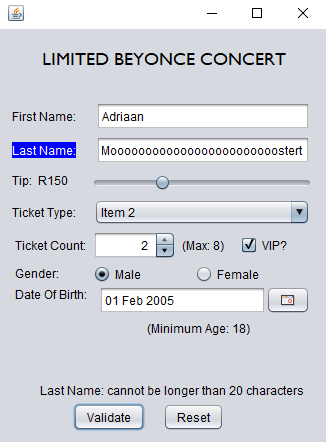 LIMITED BEYONCE CONCERT
First Name: Adriaan
Last Name: Moooooooooooooooooooooooostert
Tip: R150
Ticket Type: Item 2
Ticket Count: 2 (Max: 8) VIP?
Gender: Male Female
Date Of Birth: 01 Feb 2005
(Minimum Age: 18)
Last Name: cannot be longer than 20 characters
Validate Reset